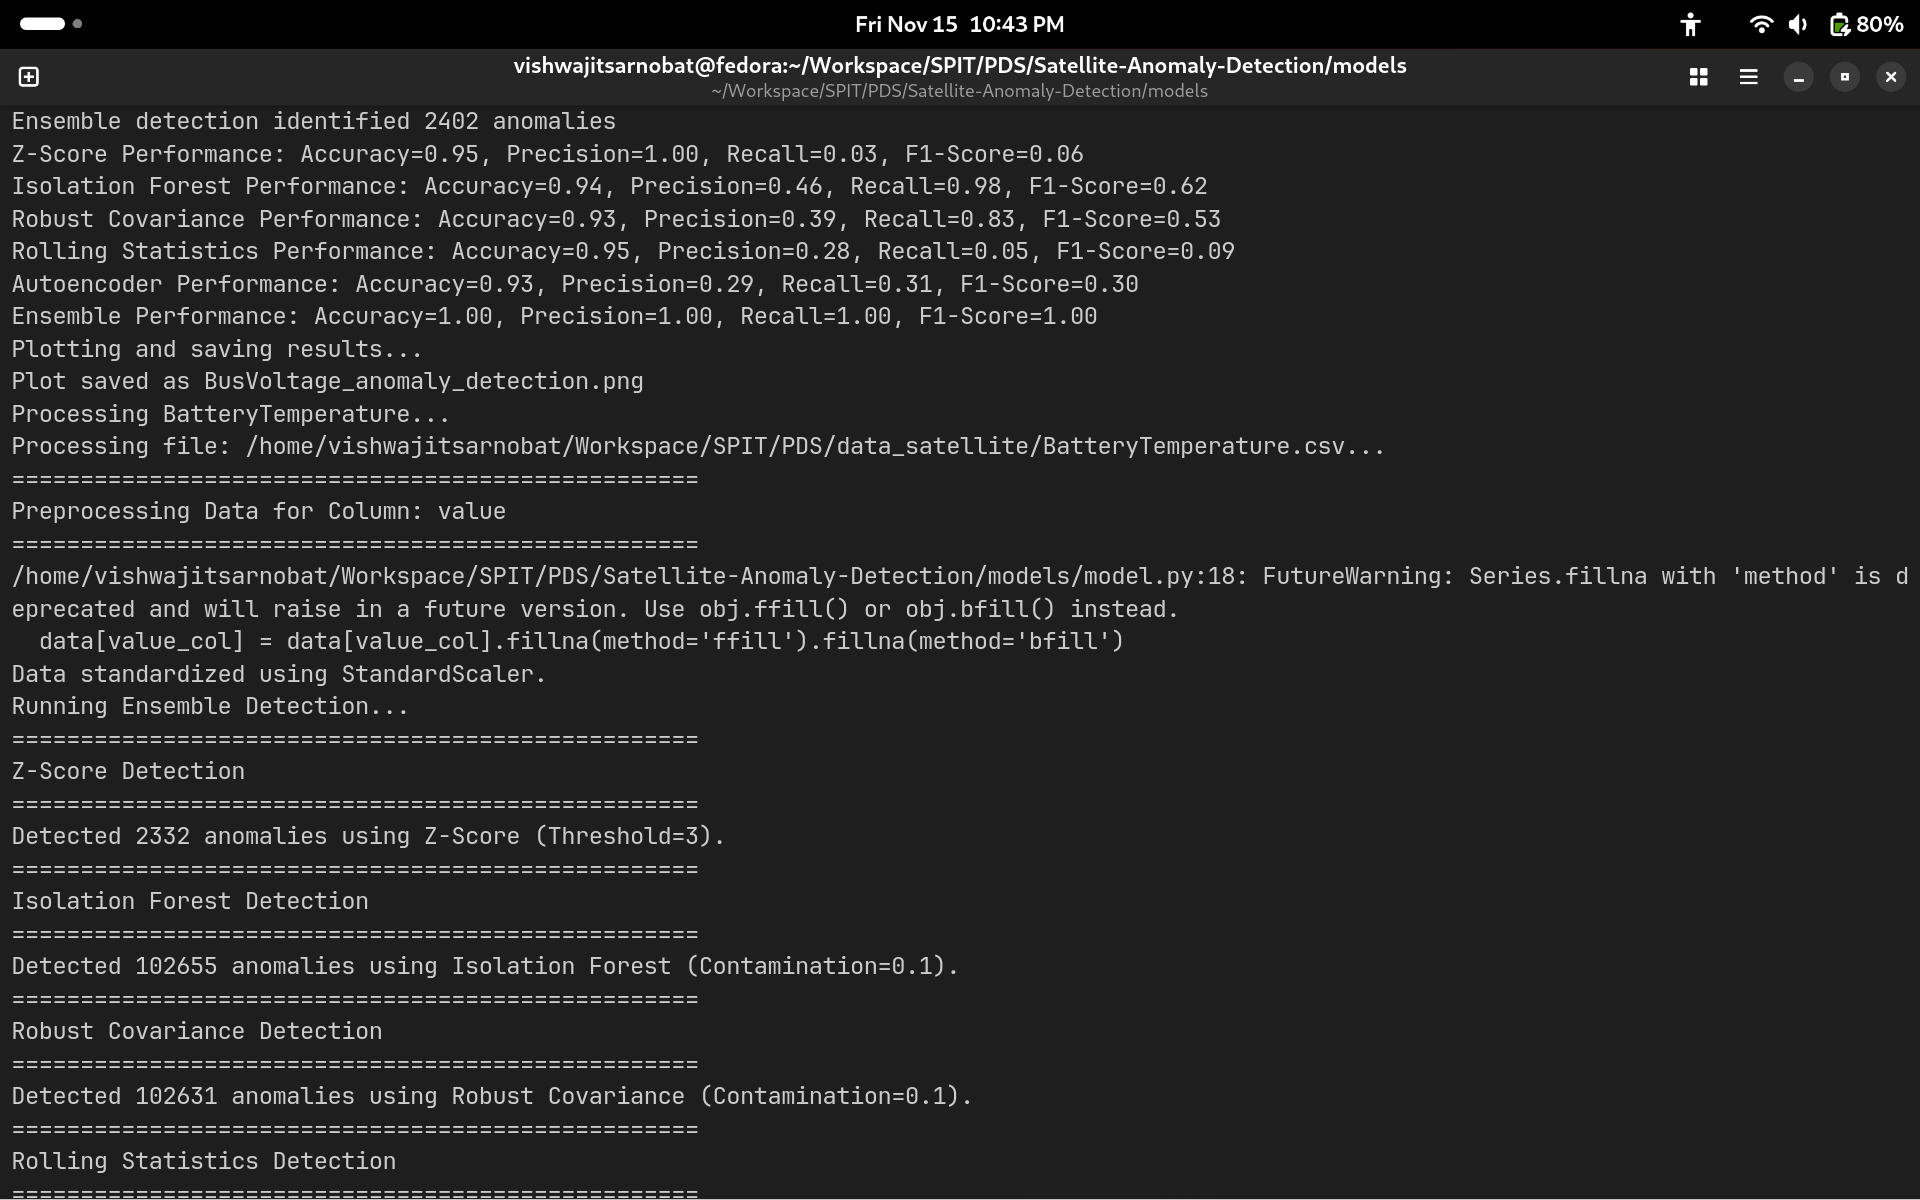 Fri Nov 15  10:43 PM
80%
vishwajitsarnobat@fedora:~/Workspace/SPIT/PDS/Satellite-Anomaly-Detection/models
~/Workspace/SPIT/PDS/Satellite-Anomaly-Detection/models
Ensemble detection identified 2402 anomalies
Z-Score Performance: Accuracy=0.95, Precision=1.00, Recall=0.03, F1-Score=0.06
Isolation Forest Performance: Accuracy=0.94, Precision=0.46, Recall=0.98, F1-Score=0.62
Robust Covariance Performance: Accuracy=0.93, Precision=0.39, Recall=0.83, F1-Score=0.53
Rolling Statistics Performance: Accuracy=0.95, Precision=0.28, Recall=0.05, F1-Score=0.09
Autoencoder Performance: Accuracy=0.93, Precision=0.29, Recall=0.31, F1-Score=0.30
Ensemble Performance: Accuracy=1.00, Precision=1.00, Recall=1.00, F1-Score=1.00
Plotting and saving results...
Plot saved as BusVoltage_anomaly_detection.png
Processing BatteryTemperature...
Processing file: /home/vishwajitsarnobat/Workspace/SPIT/PDS/data_satellite/BatteryTemperature.csv...
==================================================
Preprocessing Data for Column: value
==================================================
/home/vishwajitsarnobat/Workspace/SPIT/PDS/Satellite-Anomaly-Detection/models/model.py:18: FutureWarning: Series.fillna with 'method' is d
eprecated and will raise in a future version. Use obj.ffill() or obj.bfill() instead.
  data[value_col] = data[value_col].fillna(method='ffill').fillna(method='bfill')
Data standardized using StandardScaler.
Running Ensemble Detection...
==================================================
Z-Score Detection
==================================================
Detected 2332 anomalies using Z-Score (Threshold=3).
==================================================
Isolation Forest Detection
==================================================
Detected 102655 anomalies using Isolation Forest (Contamination=0.1).
==================================================
Robust Covariance Detection
==================================================
Detected 102631 anomalies using Robust Covariance (Contamination=0.1).
==================================================
Rolling Statistics Detection
==================================================